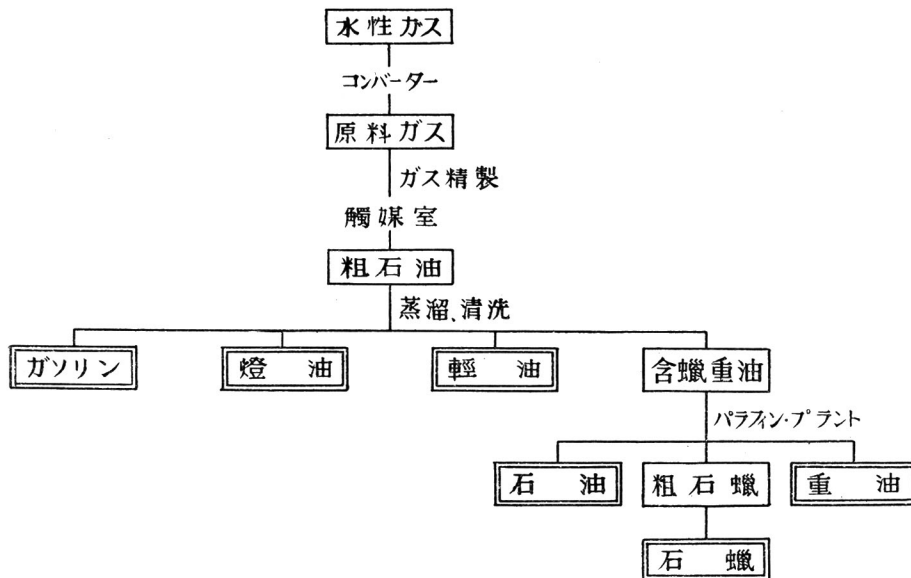 水性ガス
コンバーター
原料ガス
ガス精製
觸媒室
粗石油
蒸溜、清洗
ガソリン
燈油
輕油
含蠟重油
パラフィン・プラント
石油
粗石蠟
重油
石蠟